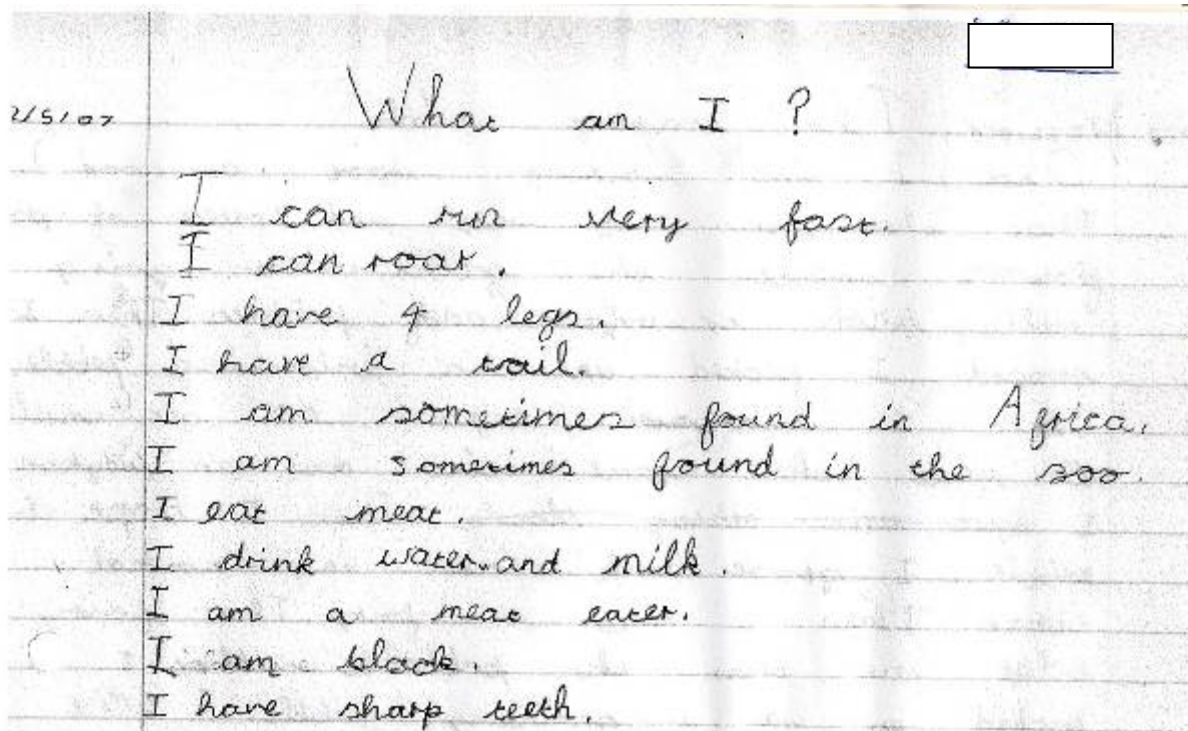 What am I ?
2/5/07
I can run very fast.
I can roar.
I have 4 legs.
I have a tail.
I am sometimes found in Africa.
I am sometimes found in the zoo.
I eat meat.
I drink water.and milk.
I am a meat eater.
I am black.
I have sharp teeth.